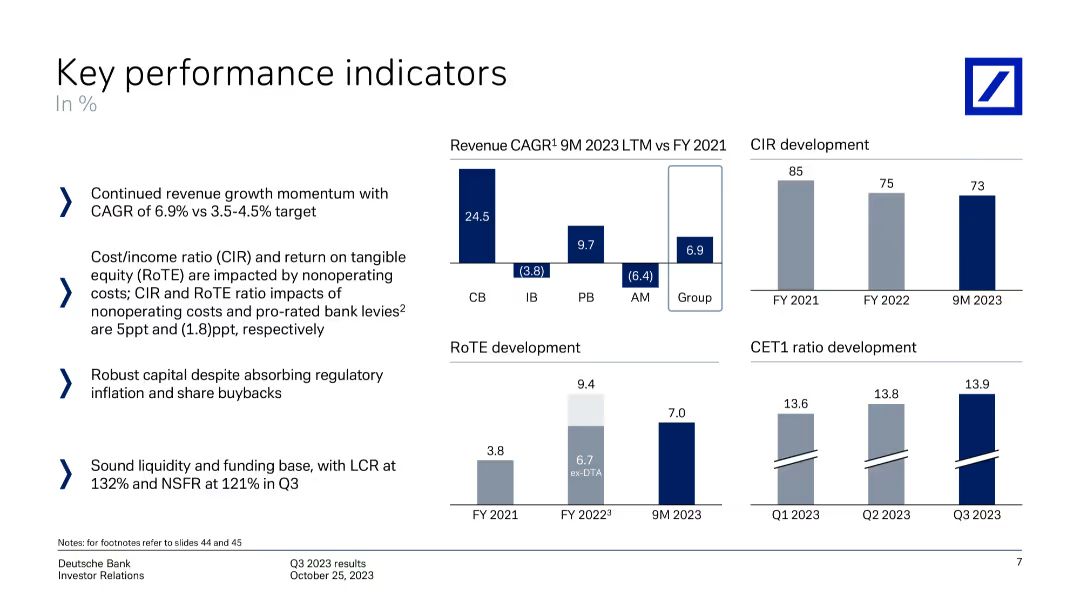 Key performance indicators
In %
Continued revenue growth momentum with
CAGR of 6.9% vs 3.5-4.5% target
Cost/income ratio (CIR) and return on tangible
equity (RoTE) are impacted by nonoperating
costs; CIR and RoTE ratio impacts of
nonoperating costs and pro-rated bank levies²
are 5ppt and (1.8)ppt, respectively
Robust capital despite absorbing regulatory
inflation and share buybacks
Sound liquidity and funding base, with LCR at
132% and NSFR at 121% in Q3
Revenue CAGR¹ 9M 2023 LTM vs FY 2021
24.5
(3.8)
9.7
(6.4)
6.9
CB IB PB AM Group
CIR development
85
75
73
FY 2021 FY 2022 9M 2023
RoTE development
3.8
9.4
6.7
ex-DTA
7.0
FY 2021 FY 2022³ 9M 2023
CET1 ratio development
13.6
13.8
13.9
Q1 2023 Q2 2023 Q3 2023
Notes: for footnotes refer to slides 44 and 45
Deutsche Bank
Investor Relations
Q3 2023 results
October 25, 2023
7